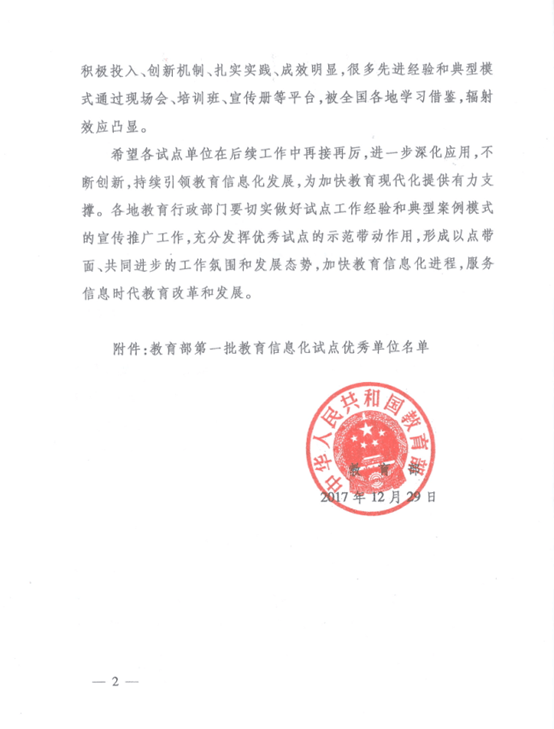 积极投入、创新机制、扎实实践、成效明显,很多先进经验和典型模
式通过现场会、培训班、宣传册等平台,被全国各地学习借鉴,辐射
效应凸显。
希望各试点单位在后续工作中再接再厉,进一步深化应用,不
断创新,持续引领教育信息化发展,为加快教育现代化提供有力支
撑。各地教育行政部门要切实做好试点工作经验和典型案例模式
的宣传推广工作,充分发挥优秀试点的示范带动作用,形成以点带
面、共同进步的工作氛围和发展态势,加快教育信息化进程,服务
信息时代教育改革和发展。
附件:教育部第一批教育信息化试点优秀单位名单
中华人民共和国教育部
教育部
2017年12月29日
— 2 —